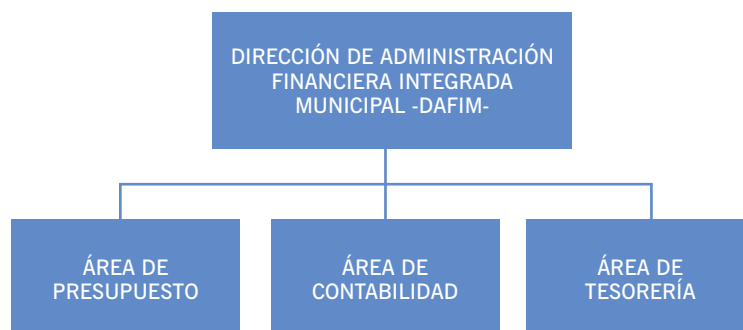 DIRECCIÓN DE ADMINISTRACIÓN
FINANCIERA INTEGRADA
MUNICIPAL -DAFIM-
ÁREA DE
PRESUPUESTO
ÁREA DE
CONTABILIDAD
ÁREA DE
TESORERÍA